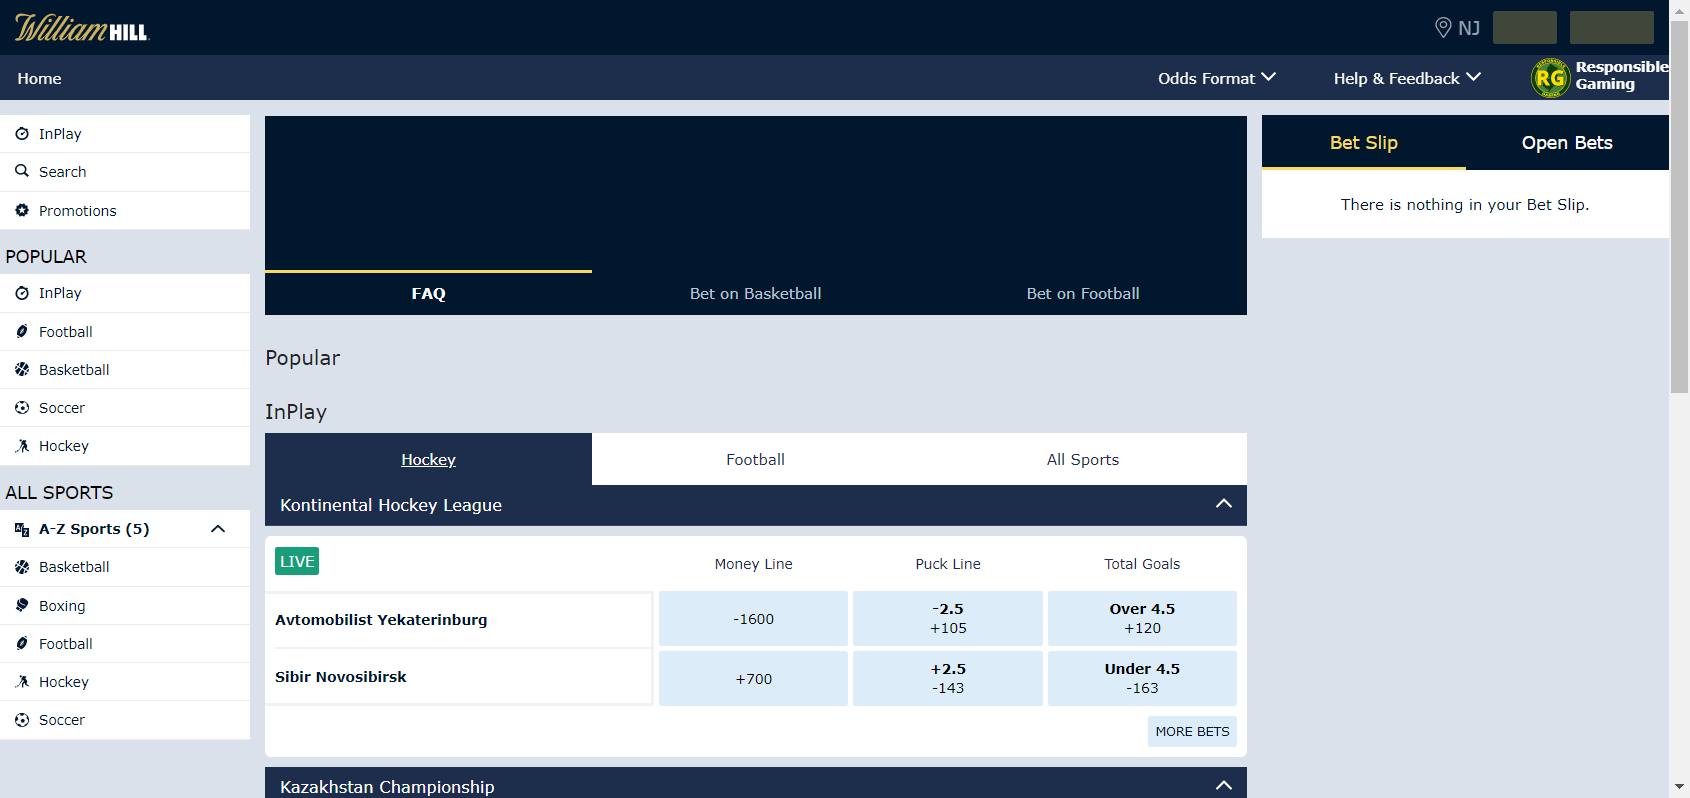 William HILL
NJ
Home
Odds Format
Help & Feedback
RG
Responsible
Gaming
InPlay
Search
Promotions
POPULAR
InPlay
Football
Basketball
Soccer
Hockey
ALL SPORTS
A-Z Sports (5)
Basketball
Boxing
Football
Hockey
Soccer
FAQ
Bet on Basketball
Bet on Football
Popular
InPlay
Hockey
Football
All Sports
Kontinental Hockey League
LIVE
Money Line
Puck Line
Total Goals
Avtomobilist Yekaterinburg
-1600
-2.5
+105
Over 4.5
+120
Sibir Novosibirsk
+700
+2.5
-143
Under 4.5
-163
MORE BETS
Kazakhstan Championship
Bet Slip
Open Bets
There is nothing in your Bet Slip.